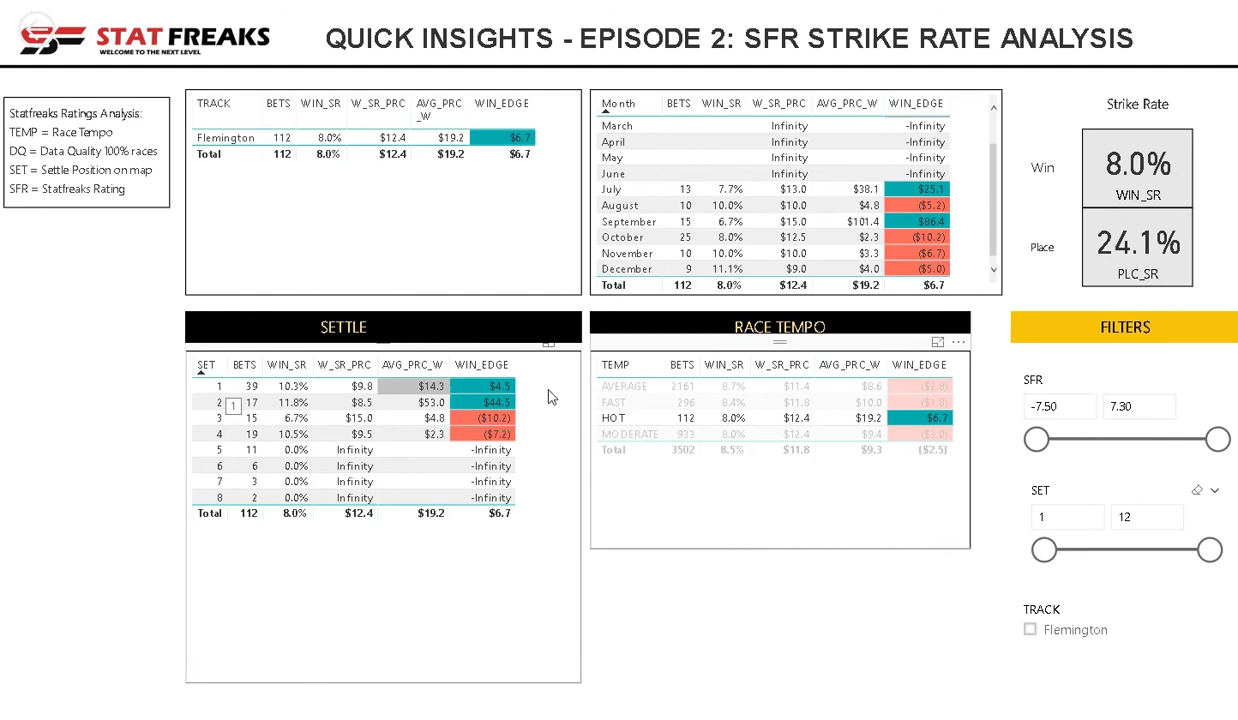 STATFREAKS
WELCOME TO THE NEXT LEVEL
QUICK INSIGHTS - EPISODE 2: SFR STRIKE RATE ANALYSIS
Statfreaks Ratings Analysis:
TEMP = Race Tempo
DQ = Data Quality 100% races
SET = Settle Position on map
SFR = Statfreaks Rating
TRACK BETS WIN_SR W_SR_PRC AVG_PRC _W WIN_EDGE
Flemington 112 8.0% $12.4 $19.2 $6.7
Total 112 8.0% $12.4 $19.2 $6.7
Month BETS WIN_SR W_SR_PRC AVG_PRC_W WIN_EDGE
March Infinity -Infinity
April Infinity -Infinity
May Infinity -Infinity
June Infinity -Infinity
July 13 7.7% $13.0 $38.1 $25.1
August 10 10.0% $10.0 $4.8 ($5.2)
September 15 6.7% $15.0 $101.4 $86.4
October 25 8.0% $12.5 $2.3 ($10.2)
November 10 10.0% $10.0 $3.3 ($6.7)
December 9 11.1% $9.0 $4.0 ($5.0)
Total 112 8.0% $12.4 $19.2 $6.7
Strike Rate
Win
8.0%
WIN_SR
Place
24.1%
PLC_SR
SETTLE
SET BETS WIN_SR W_SR_PRC AVG_PRC_W WIN_EDGE
1 39 10.3% $9.8 $14.3 $4.5
2 1 17 11.8% $8.5 $53.0 $44.5
3 15 6.7% $15.0 $4.8 ($10.2)
4 19 10.5% $9.5 $2.3 ($7.2)
5 11 0.0% Infinity -Infinity
6 6 0.0% Infinity -Infinity
7 3 0.0% Infinity -Infinity
8 2 0.0% Infinity -Infinity
Total 112 8.0% $12.4 $19.2 $6.7
RACE TEMPO
TEMP BETS WIN_SR W_SR_PRC AVG_PRC_W WIN_EDGE
AVERAGE 2161 8.7% $11.4 $8.6 ($2.8)
FAST 296 8.4% $11.8 $10.0 ($1.8)
HOT 112 8.0% $12.4 $19.2 $6.7
MODERATE 933 8.0% $12.4 $9.4 ($3.0)
Total 3502 8.5% $11.8 $9.3 ($2.5)
FILTERS
SFR
-7.50 7.30
SET
1 12
TRACK
Flemington